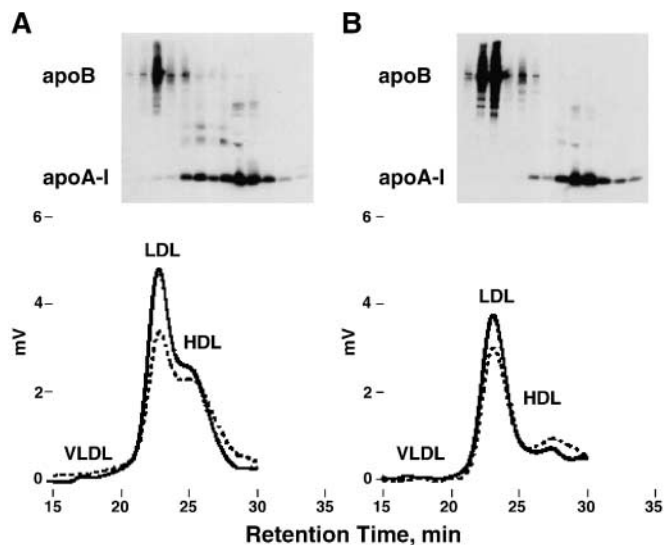 A B
apoB apoB
apoA-I apoA-I
6 6
LDL
LDL
4 4
HDL
mV mV
2 2
HDL
VLDL VLDL
0 0
15 20 25 30 35 15 20 25 30 35
Retention Time, min